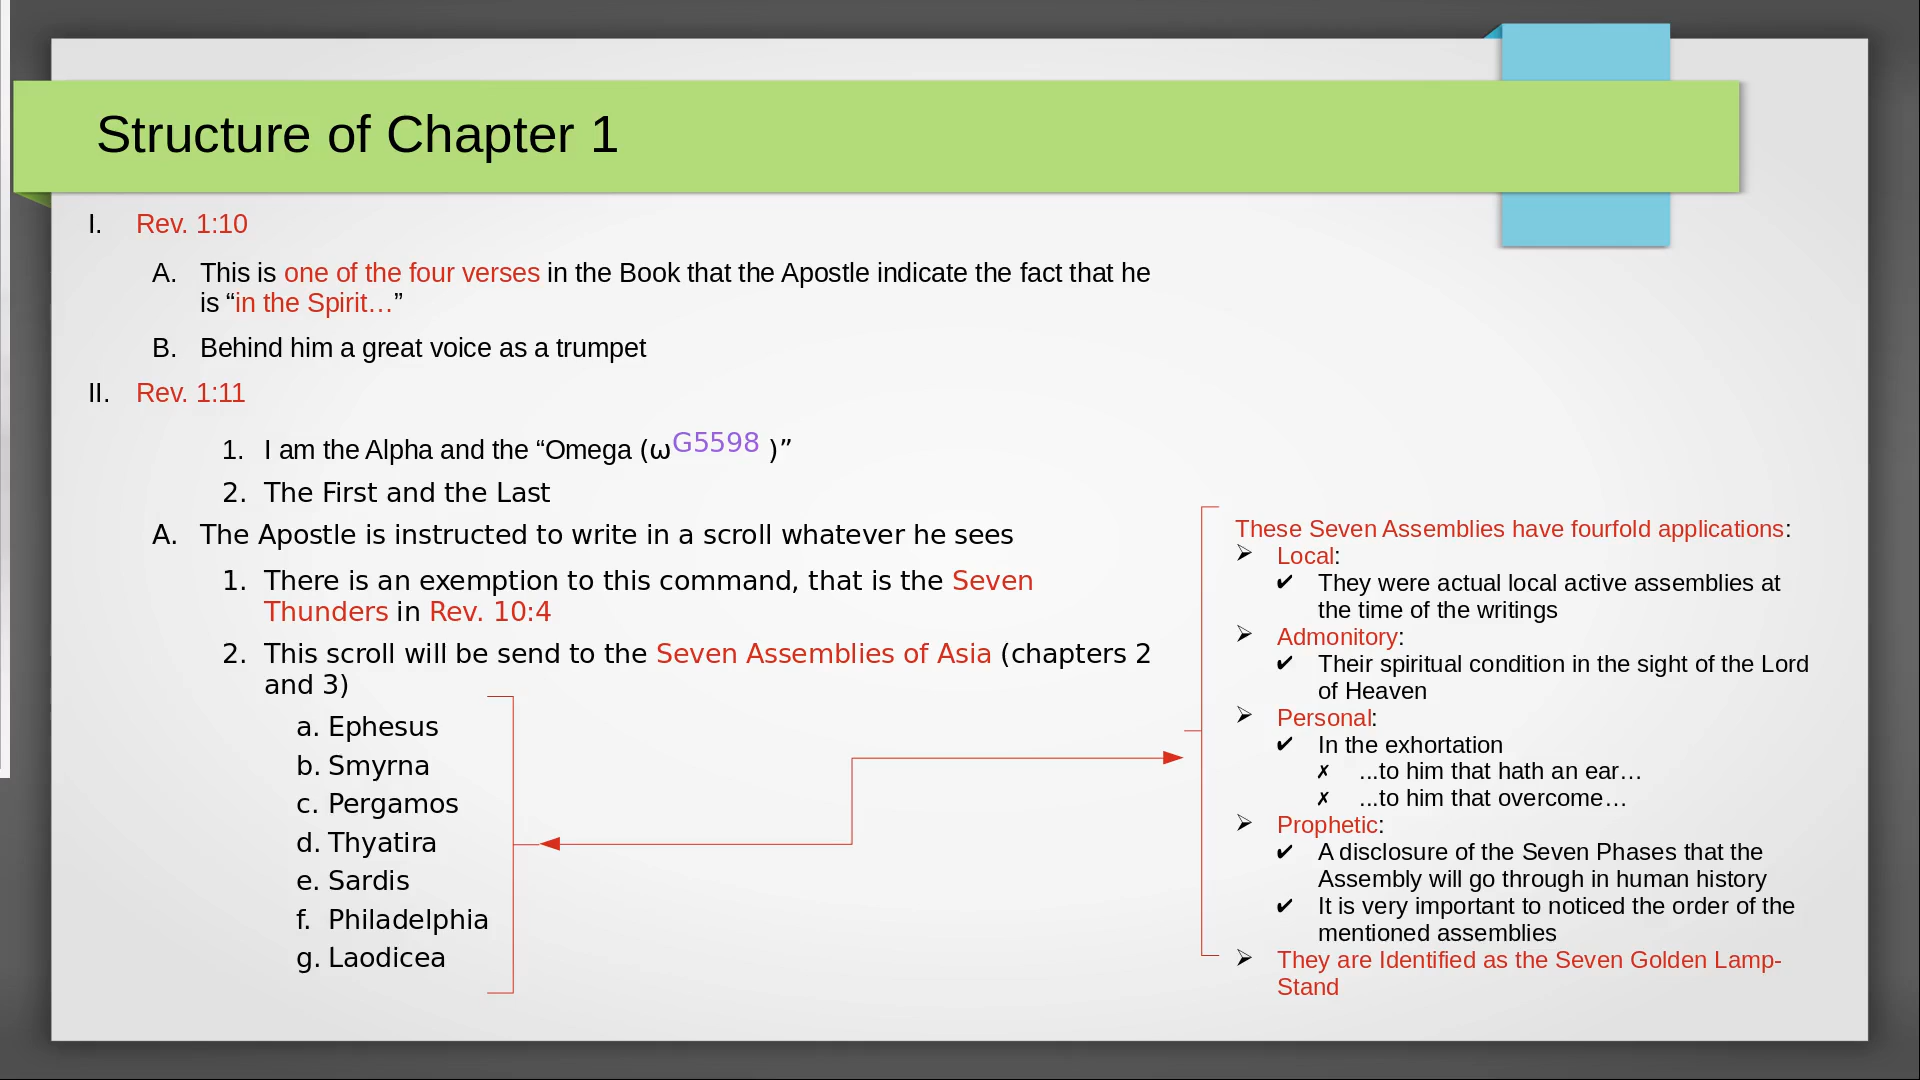 Structure of Chapter 1
I. Rev. 1:10
A. This is one of the four verses in the Book that the Apostle indicate the fact that he
is “in the Spirit…”
B. Behind him a great voice as a trumpet
II. Rev. 1:11
1. I am the Alpha and the “Omega (ωG5598 )”
2. The First and the Last
A. The Apostle is instructed to write in a scroll whatever he sees
1. There is an exemption to this command, that is the Seven
Thunders in Rev. 10:4
2. This scroll will be send to the Seven Assemblies of Asia (chapters 2
and 3)
a. Ephesus
b. Smyrna
c. Pergamos
d. Thyatira
e. Sardis
f. Philadelphia
g. Laodicea
These Seven Assemblies have fourfold applications:
➢ Local:
✔ They were actual local active assemblies at
the time of the writings
➢ Admonitory:
✔ Their spiritual condition in the sight of the Lord
of Heaven
➢ Personal:
✔ In the exhortation
✗ ...to him that hath an ear…
✗ ...to him that overcome…
➢ Prophetic:
✔ A disclosure of the Seven Phases that the
Assembly will go through in human history
✔ It is very important to noticed the order of the
mentioned assemblies
➢ They are Identified as the Seven Golden Lamp-
Stand